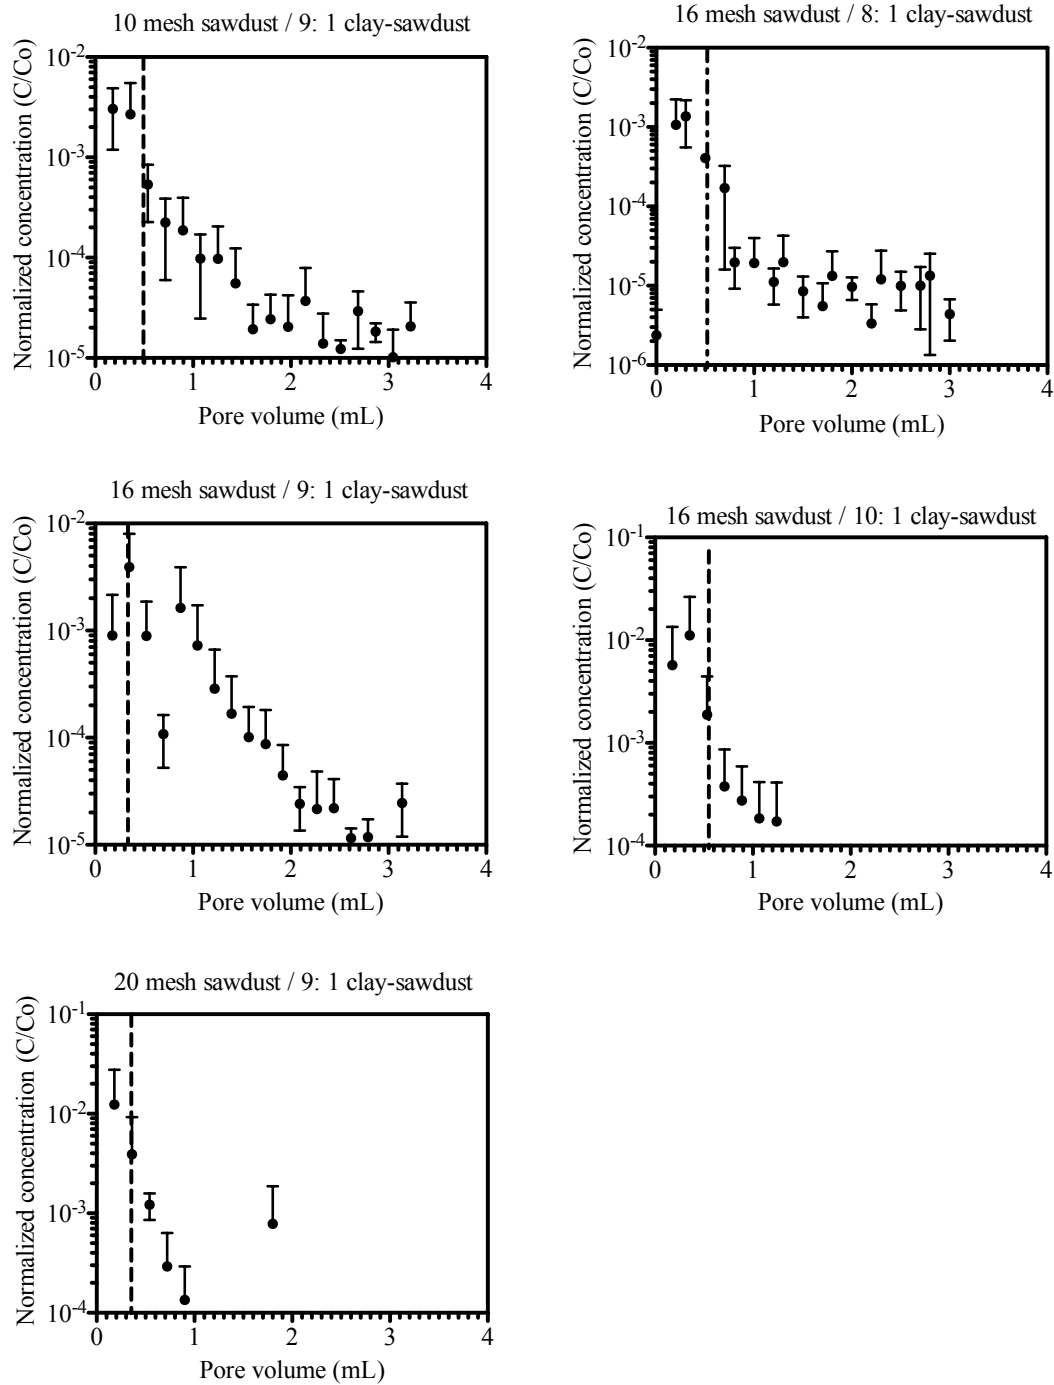 10 mesh sawdust / 9: 1 clay-sawdust
Normalized concentration (C/Co)
10-2
10-3
10-4
10-5
0 1 2 3 4
Pore volume (mL)
16 mesh sawdust / 8: 1 clay-sawdust
Normalized concentration (C/Co)
10-2
10-3
10-4
10-5
10-6
0 1 2 3 4
Pore volume (mL)
16 mesh sawdust / 9: 1 clay-sawdust
Normalized concentration (C/Co)
10-2
10-3
10-4
10-5
0 1 2 3 4
Pore volume (mL)
16 mesh sawdust / 10: 1 clay-sawdust
Normalized concentration (C/Co)
10-1
10-2
10-3
10-4
0 1 2 3 4
Pore volume (mL)
20 mesh sawdust / 9: 1 clay-sawdust
Normalized concentration (C/Co)
10-1
10-2
10-3
10-4
0 1 2 3 4
Pore volume (mL)